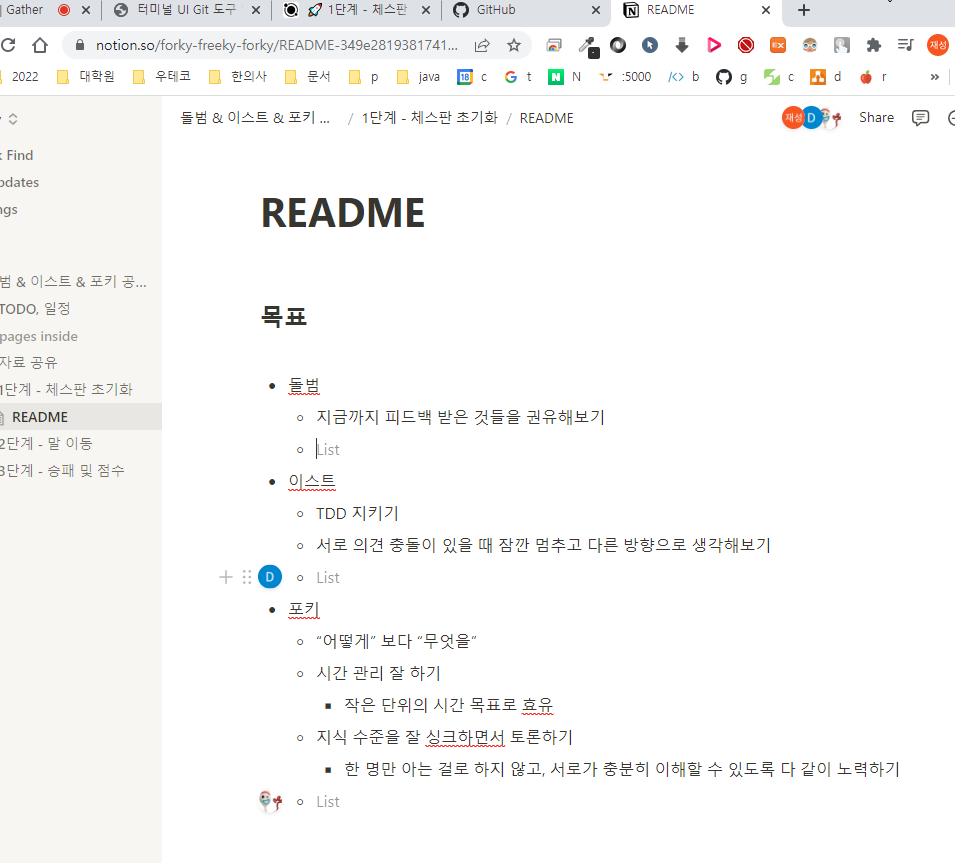 Gather
터미널 UI Git 도구
1단계 - 체스판
GitHub
README
notion.so/forky-freeky-forky/README-349e2819381741...
재성
2022 대학원 우테코 한의사 문서 p java 18 c G t N N :5000 </> b g c d r »
돌범 & 이스트 & 포키 ... / 1단계 - 체스판 초기화 / README
재성 D Share
Find
pdates
ngs
범 & 이스트 & 포키 공...
TODO, 일정
pages inside
자료 공유
1단계 - 체스판 초기화
README
2단계 - 말 이동
3단계 - 승패 및 점수
README
목표
돌범
지금까지 피드백 받은 것들을 권유해보기
List
이스트
TDD 지키기
서로 의견 충돌이 있을 때 잠깐 멈추고 다른 방향으로 생각해보기
D
List
포키
“어떻게” 보다 “무엇을”
시간 관리 잘 하기
작은 단위의 시간 목표로 효유
지식 수준을 잘 싱크하면서 토론하기
한 명만 아는 걸로 하지 않고, 서로가 충분히 이해할 수 있도록 다 같이 노력하기
List